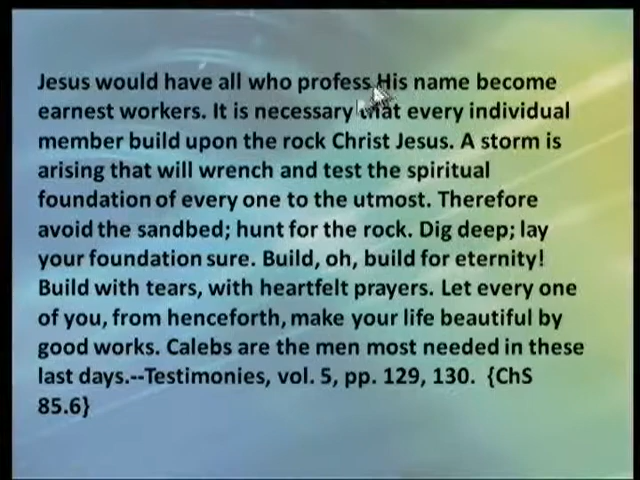 Jesus would have all who profess His name become
earnest workers. It is necessary that every individual
member build upon the rock Christ Jesus. A storm is
arising that will wrench and test the spiritual
foundation of every one to the utmost. Therefore
avoid the sandbed; hunt for the rock. Dig deep; lay
your foundation sure. Build, oh, build for eternity!
Build with tears, with heartfelt prayers. Let every one
of you, from henceforth, make your life beautiful by
good works. Calebs are the men most needed in these
last days.--Testimonies, vol. 5, pp. 129, 130.  {ChS
85.6}